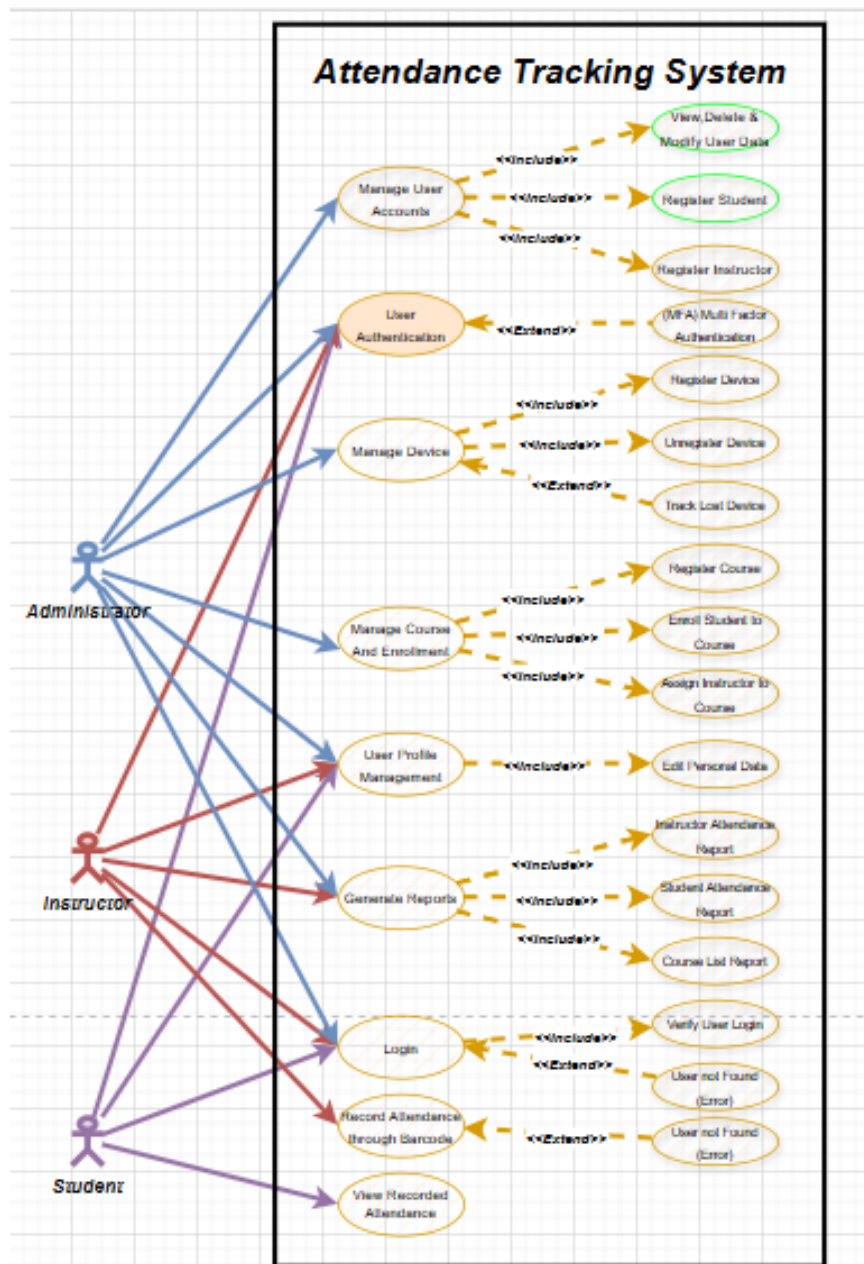 Attendance Tracking System
View,Delete &
Modify User Data
<<Include>>
Manage User
Accounts
<<Include>>
Register Student
<<Include>>
Register Instructor
User
Authentication
<<Extend>>
(MFA) Multi Factor
Authentication
Register Device
<<Include>>
Manage Device
<<Include>>
Unregister Device
<<Extend>>
Track Lost Device
Register Course
<<Include>>
Administrator
Manage Course
And Enrollment
<<Include>>
Enroll Student to
Course
<<Include>>
Assign Instructor to
Course
User Profile
Management
<<Include>>
Edit Personal Data
Instructor Attendance
Report
<<Include>>
Instructor
Generate Reports
<<Include>>
Student Attendance
Report
<<Include>>
Course List Report
Verify User Login
<<Include>>
Login
<<Extend>>
User not Found
(Error)
Record Attendance
through Barcode
<<Extend>>
User not Found
(Error)
Student
View Recorded
Attendance